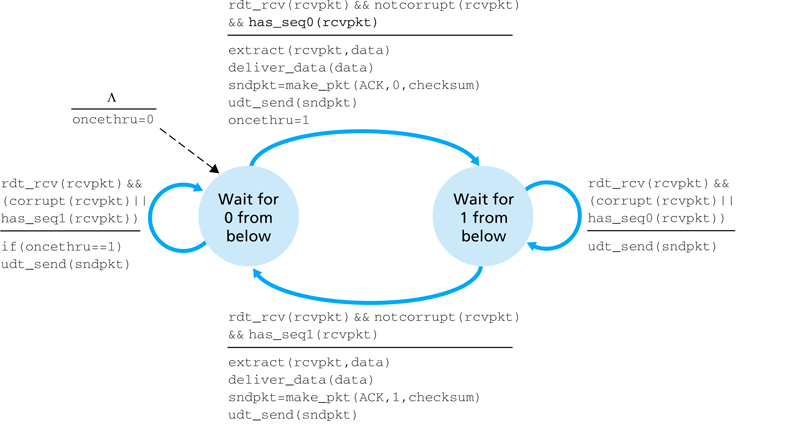 rdt_rcv(rcvpkt) && notcorrupt(rcvpkt)
&& has_seq0(rcvpkt)
extract(rcvpkt,data)
deliver_data(data)
sndpkt=make_pkt(ACK,0,checksum)
udt_send(sndpkt)
oncethru=1
Λ
oncethru=0
rdt_rcv(rcvpkt) &&
(corrupt(rcvpkt)||
has_seq1(rcvpkt))
if(oncethru==1)
udt_send(sndpkt)
Wait for
0 from
below
Wait for
1 from
below
rdt_rcv(rcvpkt) &&
(corrupt(rcvpkt)||
has_seq0(rcvpkt))
udt_send(sndpkt)
rdt_rcv(rcvpkt) && notcorrupt(rcvpkt)
&& has_seq1(rcvpkt)
extract(rcvpkt,data)
deliver_data(data)
sndpkt=make_pkt(ACK,1,checksum)
udt_send(sndpkt)